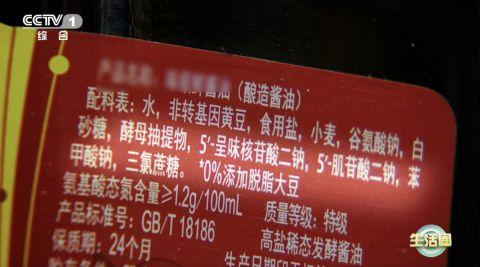 CCTV 1
综合
酱油(酿造酱油)
配料表:水,非转基因黄豆,食用盐,小麦,谷氨酸钠,白
砂糖,酵母抽提物,5'-呈味核苷酸二钠,5'-肌苷酸二钠,苯
甲酸钠,三氯蔗糖。*0%添加脱脂大豆
氨基酸态氮含量≥1.2g/100mL 质量等级:特级
产品标准号:GB/T 18186 高盐稀态发酵酱油
保质期:24个月
生活圈